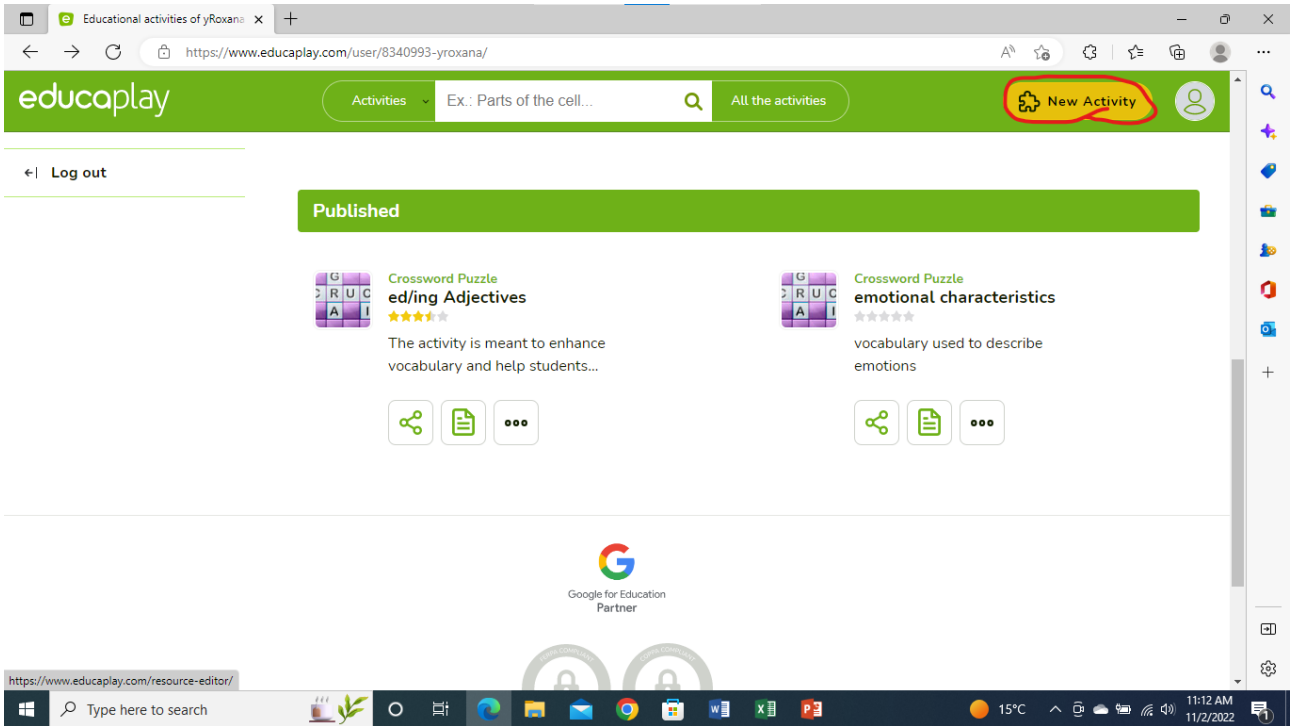 Educational activities of yRoxana
https://www.educaplay.com/user/8340993-yroxana/
educaplay
Activities
Ex.: Parts of the cell...
All the activities
New Activity
Log out
Published
Crossword Puzzle
ed/ing Adjectives
The activity is meant to enhance
vocabulary and help students...
Crossword Puzzle
emotional characteristics
vocabulary used to describe
emotions
Google for Education
Partner
COPPA COMPLIANT
https://www.educaplay.com/resource-editor/
Type here to search
15°C
11:12 AM
11/2/2022
1